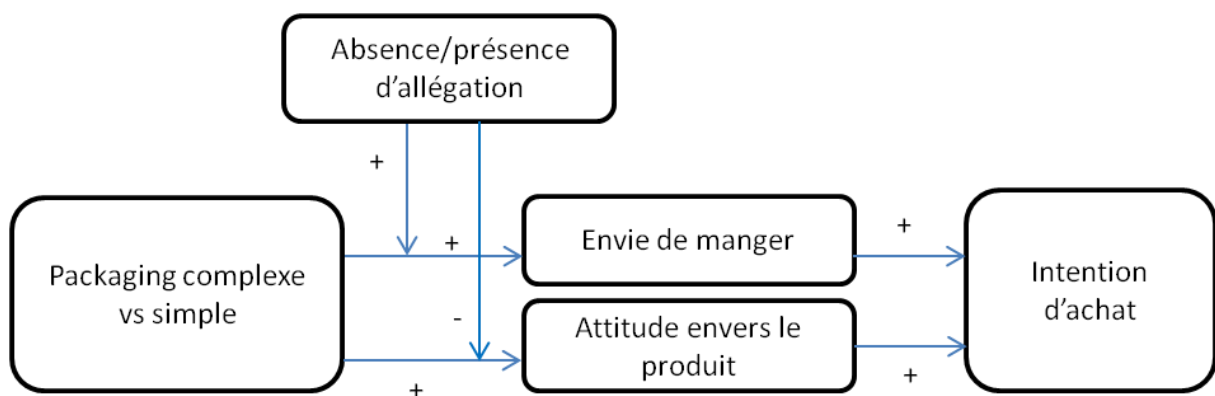 Absence/présence
d'allégation
+
+
Envie de manger
+
Packaging complexe
vs simple
Intention
d'achat
-
Attitude envers le
produit
+
+